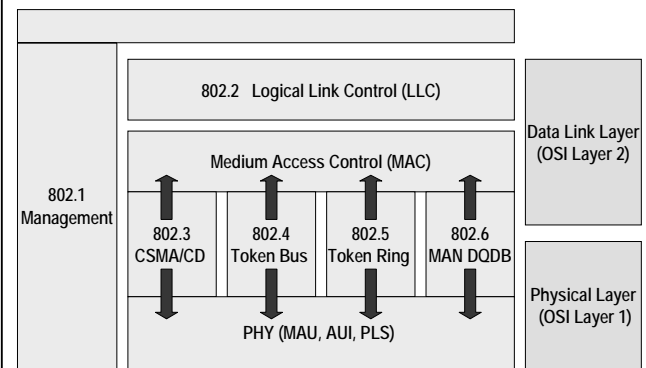 802.2 Logical Link Control (LLC)
Data Link Layer
(OSI Layer 2)
Medium Access Control (MAC)
802.1
Management
802.3
CSMA/CD
802.4
Token Bus
802.5
Token Ring
802.6
MAN DQDB
Physical Layer
(OSI Layer 1)
PHY (MAU, AUI, PLS)